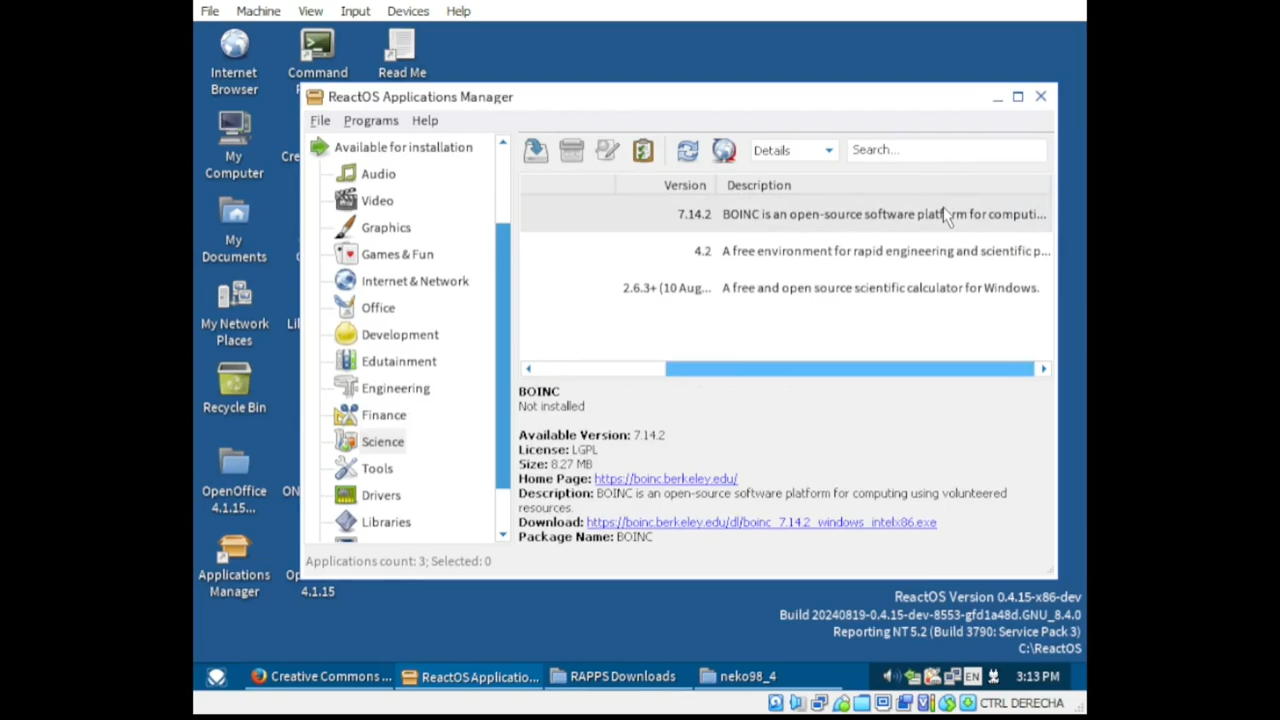 File Machine View Input Devices Help
Internet
Browser
Command
Read Me
My
Computer
My
Documents
My Network
Places
Recycle Bin
OpenOffice
4.1.15...
Applications
Manager
4.1.15
ReactOS Applications Manager
File Programs Help
Available for installation
Audio
Video
Graphics
Games & Fun
Internet & Network
Office
Development
Edutainment
Engineering
Finance
Science
Tools
Drivers
Libraries
Details Search...
Version Description
7.14.2 BOINC is an open-source software platform for computi...
4.2 A free environment for rapid engineering and scientific p...
2.6.3+ (10 Aug... A free and open source scientific calculator for Windows.
BOINC
Not installed
Available Version: 7.14.2
License: LGPL
Size: 8.27 MB
Home Page: https://boinc.berkeley.edu/
Description: BOINC is an open-source software platform for computing using volunteered
resources.
Download: https://boinc.berkeley.edu/dl/boinc_7.14.2_windows_intelx86.exe
Package Name: BOINC
Applications count: 3; Selected: 0
ReactOS Version 0.4.15-x86-dev
Build 20240819-0.4.15-dev-8553-gfd1a48d.GNU_8.4.0
Reporting NT 5.2 (Build 3790: Service Pack 3)
C:\ReactOS
Creative Commons ... ReactOS Applicatio... RAPPS Downloads neko98_4 EN 3:13 PM
CTRL DERECHA